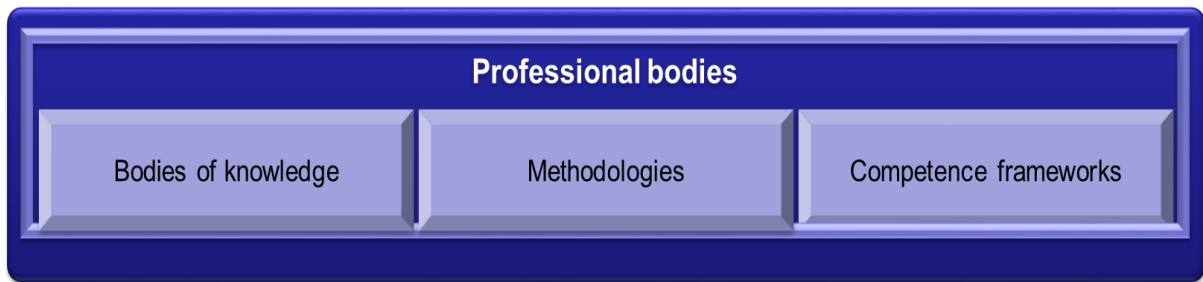 Professional bodies
Bodies of knowledge
Methodologies
Competence frameworks